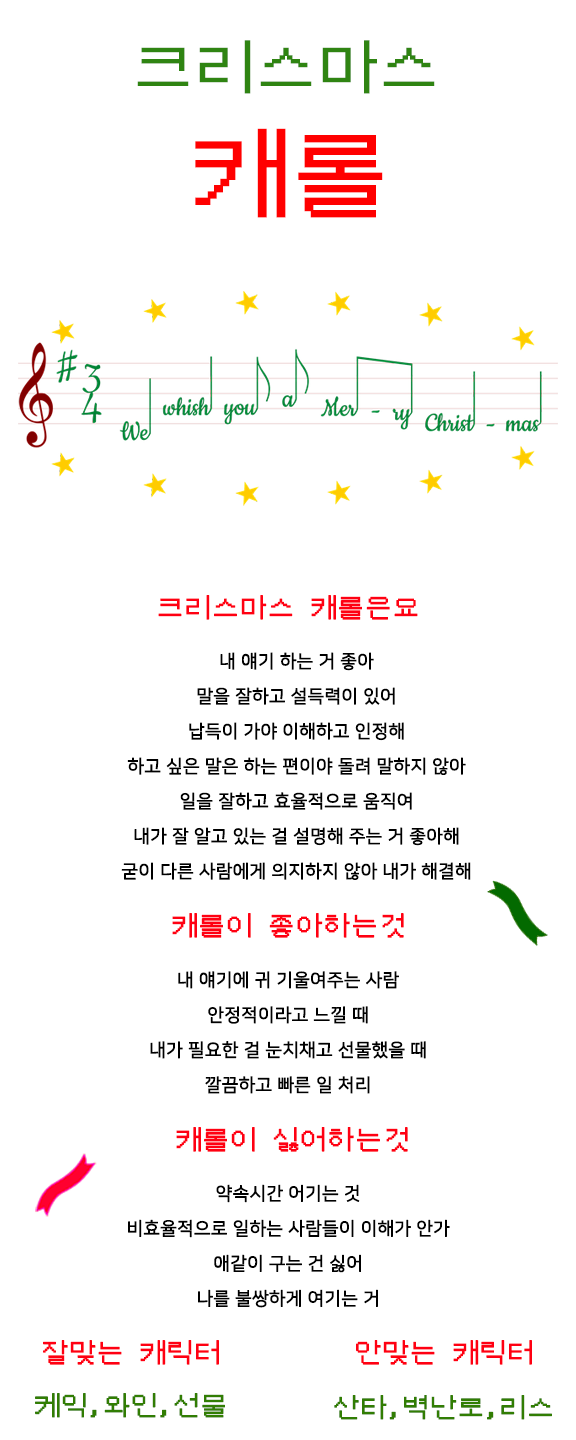 크리스마스
캐롤
# 3/4 We whish you a Mer - ry Christ - mas
크리스마스 캐롤은요
내 얘기 하는 거 좋아
말을 잘하고 설득력이 있어
납득이 가야 이해하고 인정해
하고 싶은 말은 하는 편이야 돌려 말하지 않아
일을 잘하고 효율적으로 움직여
내가 잘 알고 있는 걸 설명해 주는 거 좋아해
굳이 다른 사람에게 의지하지 않아 내가 해결해
캐롤이 좋아하는것
내 얘기에 귀 기울여주는 사람
안정적이라고 느낄 때
내가 필요한 걸 눈치채고 선물했을 때
깔끔하고 빠른 일 처리
캐롤이 싫어하는것
약속시간 어기는 것
비효율적으로 일하는 사람들이 이해가 안가
애같이 구는 건 싫어
나를 불쌍하게 여기는 거
잘맞는 캐릭터
안맞는 캐릭터
케익,와인,선물
산타,벽난로,리스